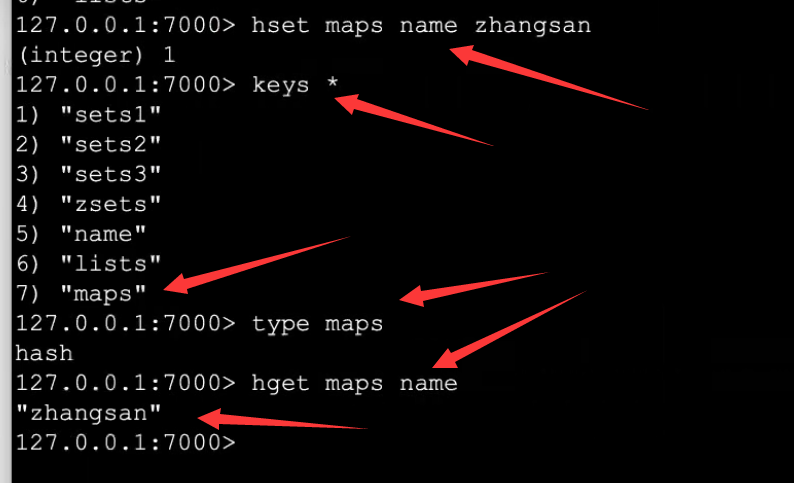 127.0.0.1:7000> hset maps name zhangsan
(integer) 1
127.0.0.1:7000> keys *
1) "sets1"
2) "sets2"
3) "sets3"
4) "zsets"
5) "name"
6) "lists"
7) "maps"
127.0.0.1:7000> type maps
hash
127.0.0.1:7000> hget maps name
"zhangsan"
127.0.0.1:7000>